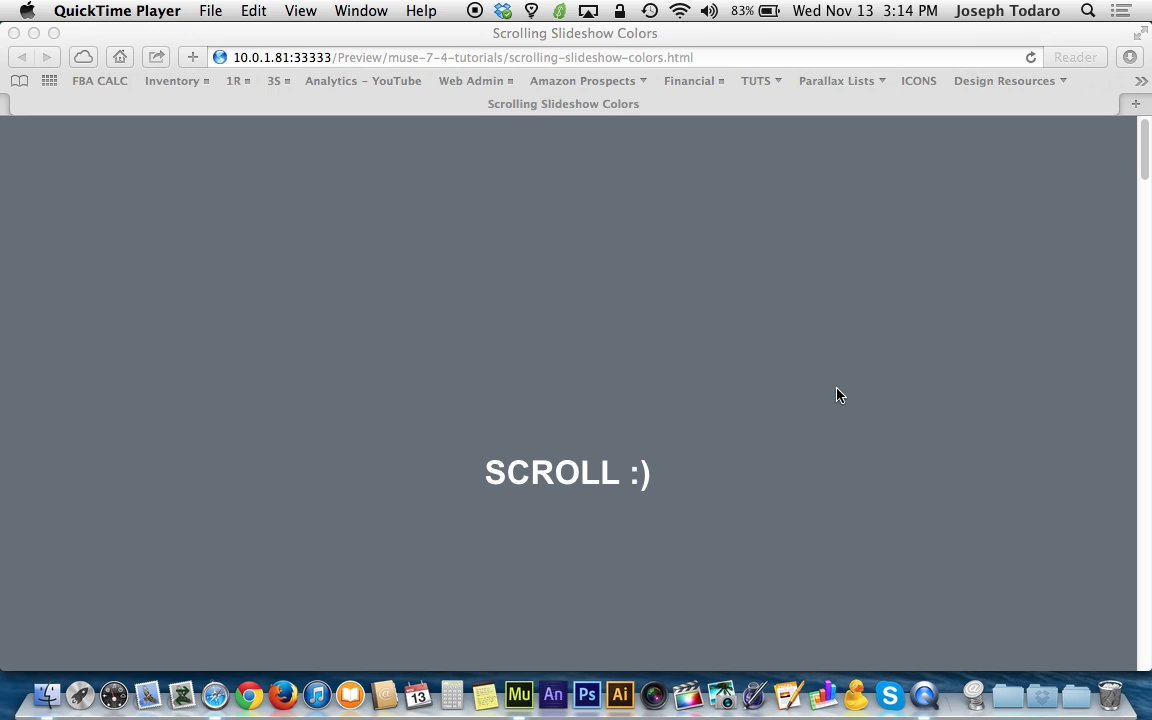 QuickTime Player File Edit View Window Help 83% Wed Nov 13 3:14 PM Joseph Todaro
Scrolling Slideshow Colors
10.0.1.81:33333/Preview/muse-7-4-tutorials/scrolling-slideshow-colors.html Reader
FBA CALC Inventory 1R 3S Analytics – YouTube Web Admin Amazon Prospects Financial TUTS Parallax Lists ICONS Design Resources
Scrolling Slideshow Colors
SCROLL :)
13 Mu An Ps Ai